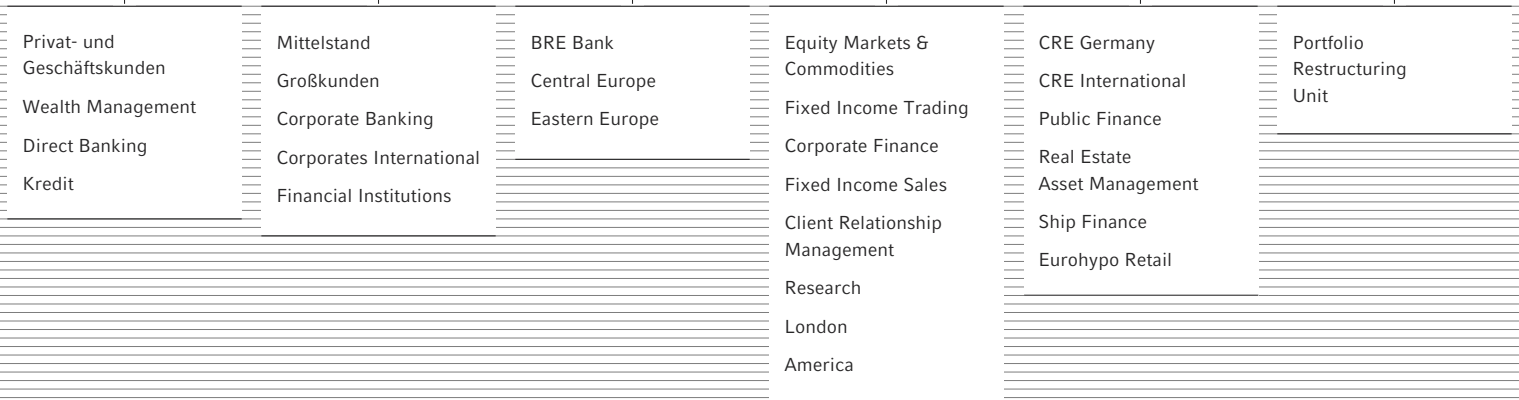 Privat- und
Geschäftskunden
Wealth Management
Direct Banking
Kredit
Mittelstand
Großkunden
Corporate Banking
Corporates International
Financial Institutions
BRE Bank
Central Europe
Eastern Europe
Equity Markets &
Commodities
Fixed Income Trading
Corporate Finance
Fixed Income Sales
Client Relationship
Management
Research
London
America
CRE Germany
CRE International
Public Finance
Real Estate
Asset Management
Ship Finance
Eurohypo Retail
Portfolio
Restructuring
Unit